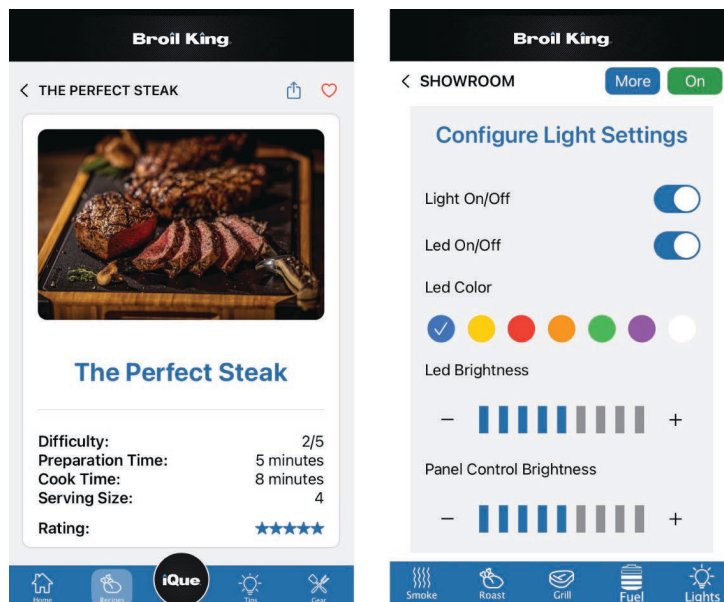 Broil King
THE PERFECT STEAK
The Perfect Steak
Difficulty: 2/5
Preparation Time: 5 minutes
Cook Time: 8 minutes
Serving Size: 4
Rating:
Home
Recipes
iQue
Tips
Gear
Broil King
SHOWROOM More On
Configure Light Settings
Light On/Off
Led On/Off
Led Color
Led Brightness
- +
Panel Control Brightness
- +
Smoke
Roast
Grill
Fuel
Lights